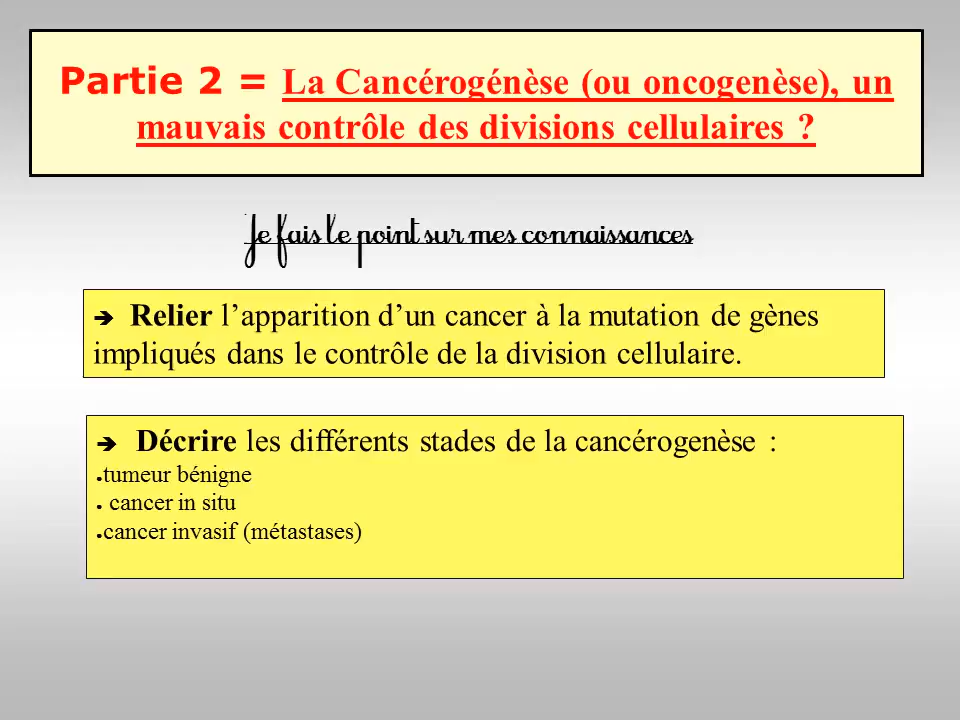 Partie 2 = La Cancérogénèse (ou oncogenèse), un
mauvais contrôle des divisions cellulaires ?
Je fais le point sur mes connaissances
➔ Relier l’apparition d’un cancer à la mutation de gènes
impliqués dans le contrôle de la division cellulaire.
➔ Décrire les différents stades de la cancérogenèse :
●tumeur bénigne
● cancer in situ
●cancer invasif (métastases)